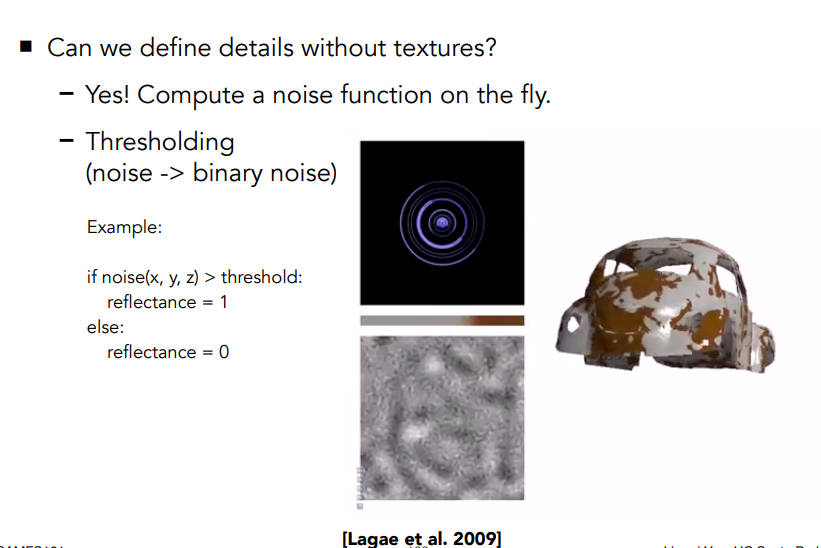 Can we define details without textures?
– Yes! Compute a noise function on the fly.
– Thresholding
(noise -> binary noise)
Example:
if noise(x, y, z) > threshold:
reflectance = 1
else:
reflectance = 0
[Lagae et al. 2009]